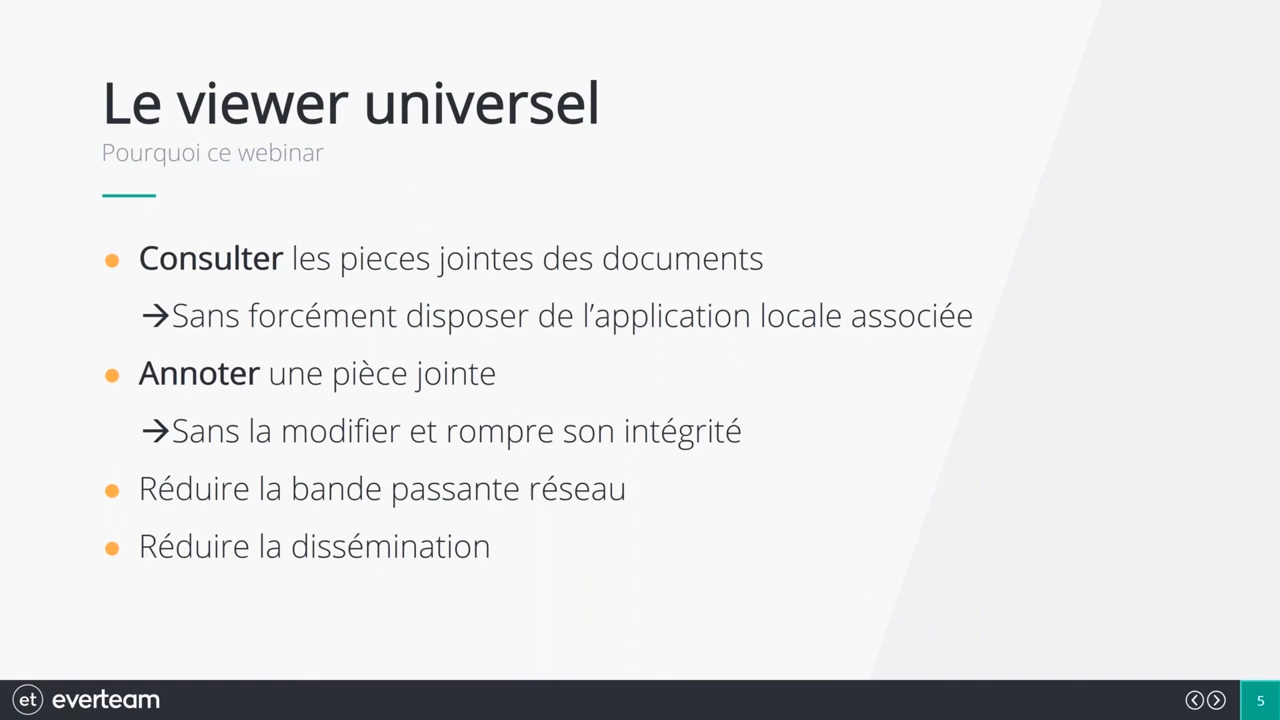 Le viewer universel
Pourquoi ce webinar
Consulter les pieces jointes des documents
→Sans forcément disposer de l’application locale associée
Annoter une pièce jointe
→Sans la modifier et rompre son intégrité
Réduire la bande passante réseau
Réduire la dissémination
et everteam
5